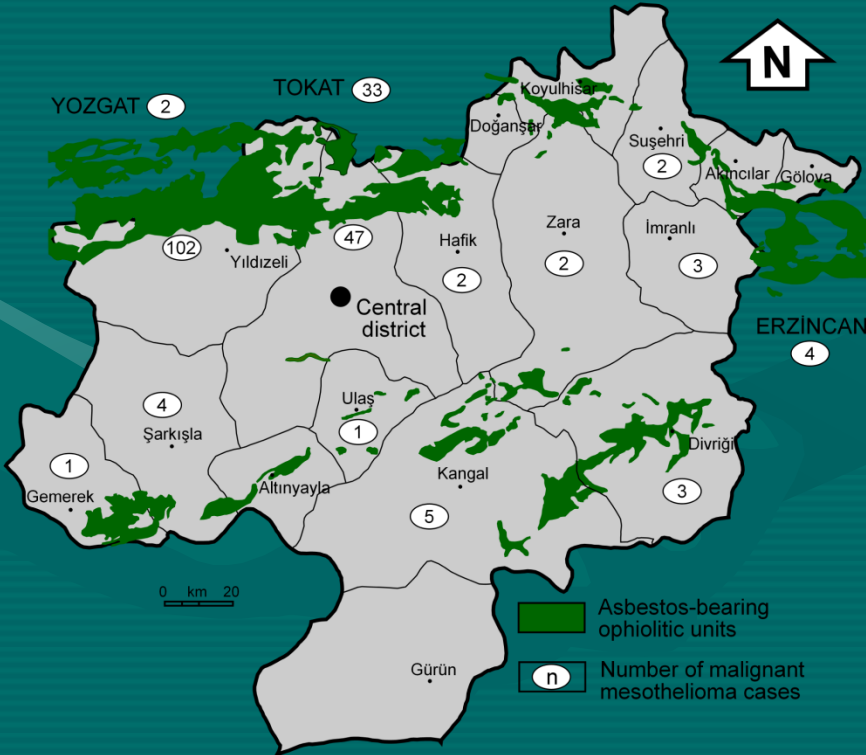 N
YOZGAT 2
TOKAT 33
Koyulhisar
Doğanşar
Suşehri
2
Akıncılar
Gölova
102
Yıldızeli
47
Hafik
2
Zara
2
İmranlı
3
Central
district
ERZİNCAN
4
4
Şarkışla
Ulaş
1
1
Gemerek
Altınyayla
Kangal
5
Divriği
3
0 km 20
Asbestos-bearing
ophiolitic units
n Number of malignant
mesothelioma cases
Gürün